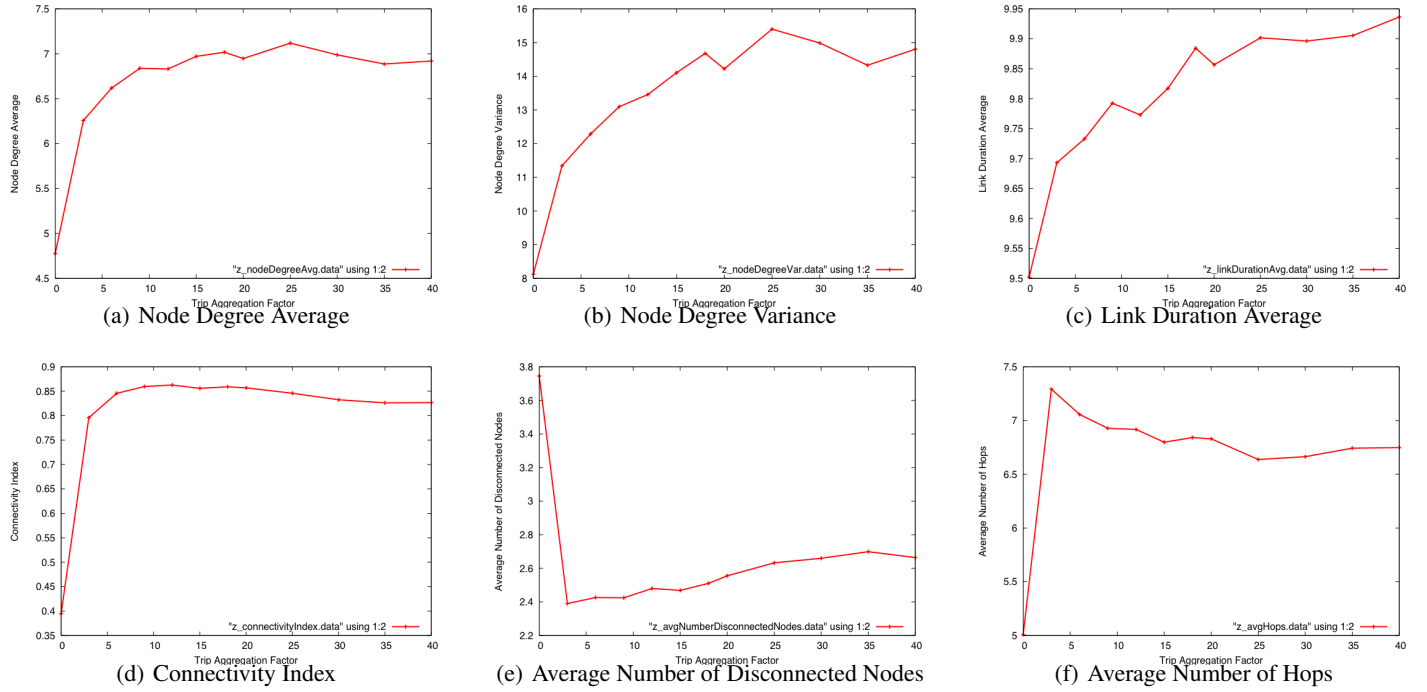 7.5
7
6.5
6
5.5
5
4.5
Node Degree Average
"z_nodeDegreeAvg.data" using 1:2
0 5 10 15 20 25 30 35 40
Trip Aggregation Factor
(a) Node Degree Average
16
15
14
13
12
11
10
9
8
Node Degree Variance
"z_nodeDegreeVar.data" using 1:2
0 5 10 15 20 25 30 35 40
Trip Aggregation Factor
(b) Node Degree Variance
9.95
9.9
9.85
9.8
9.75
9.7
9.65
9.6
9.55
9.5
Link Duration Average
"z_linkDurationAvg.data" using 1:2
0 5 10 15 20 25 30 35 40
Trip Aggregation Factor
(c) Link Duration Average
0.9
0.85
0.8
0.75
0.7
0.65
0.6
0.55
0.5
0.45
0.4
0.35
Connectivity Index
"z_connectivityIndex.data" using 1:2
0 5 10 15 20 25 30 35 40
Trip Aggregation Factor
(d) Connectivity Index
3.8
3.6
3.4
3.2
3
2.8
2.6
2.4
2.2
Average Number of Disconnected Nodes
"z_avgNumberDisconnectedNodes.data" using 1:2
0 5 10 15 20 25 30 35 40
Trip Aggregation Factor
(e) Average Number of Disconnected Nodes
7.5
7
6.5
6
5.5
5
Average Number of Hops
"z_avgHops.data" using 1:2
0 5 10 15 20 25 30 35 40
Trip Aggregation Factor
(f) Average Number of Hops